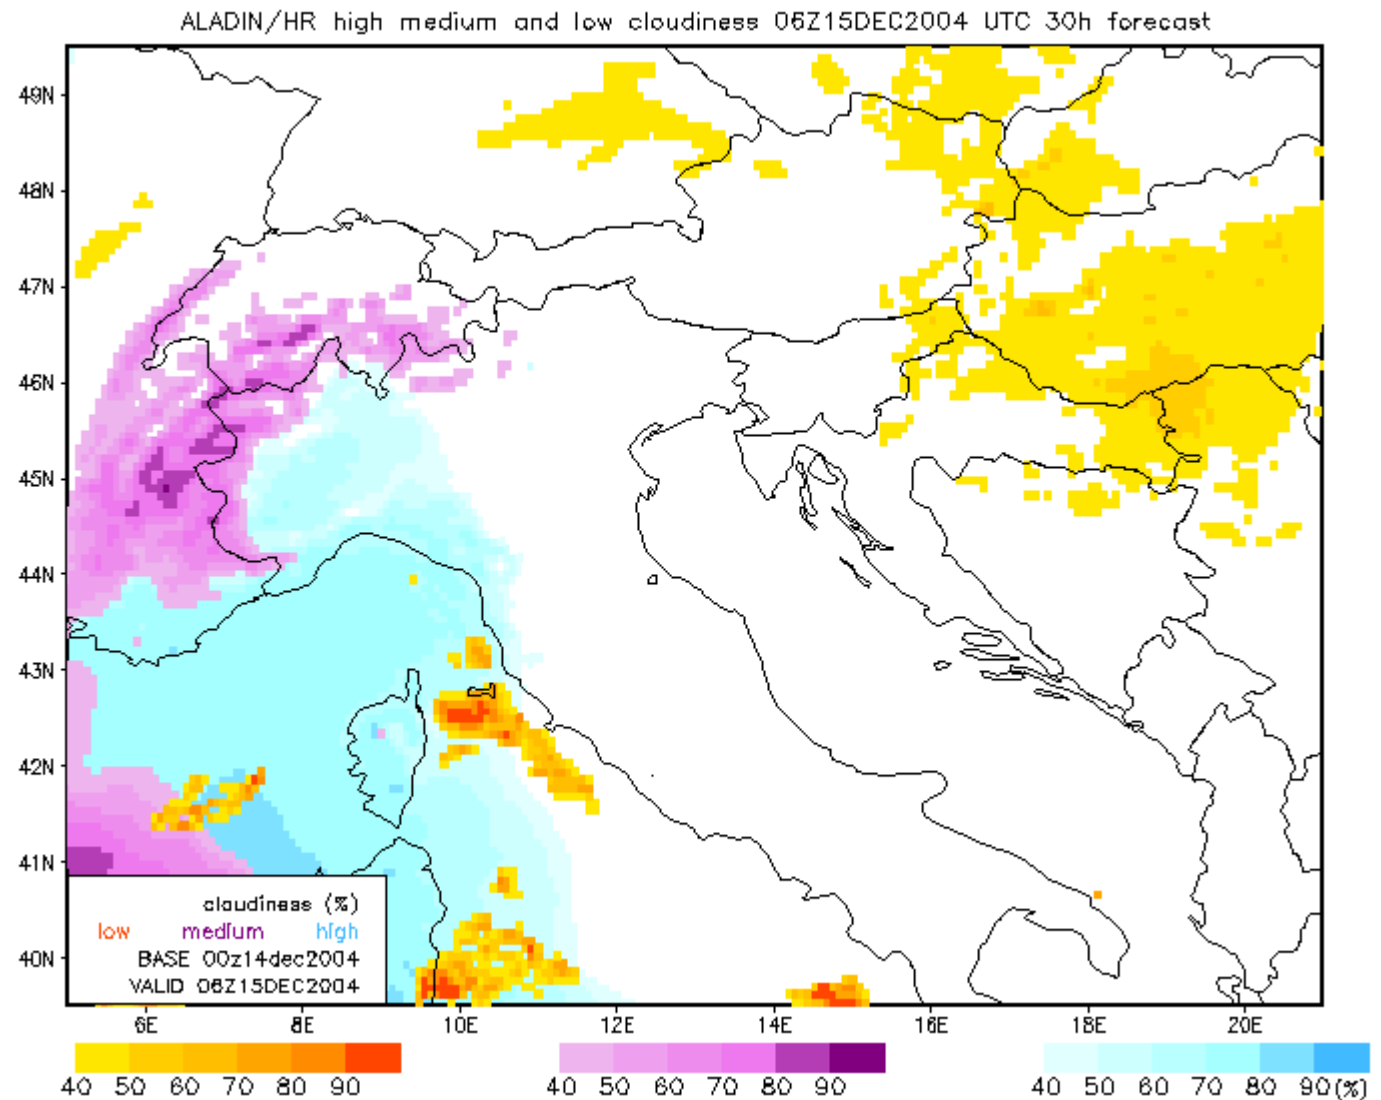 ALADIN/HR high medium and low cloudiness 06Z15DEC2004 UTC 30h forecast
49N
48N
47N
46N
45N
44N
43N
42N
41N
40N
cloudiness (%)
low medium high
BASE 00z14dec2004
VALID 06Z15DEC2004
6E 8E 10E 12E 14E 16E 18E 20E
40 50 60 70 80 90 40 50 60 70 80 90 40 50 60 70 80 90(%)